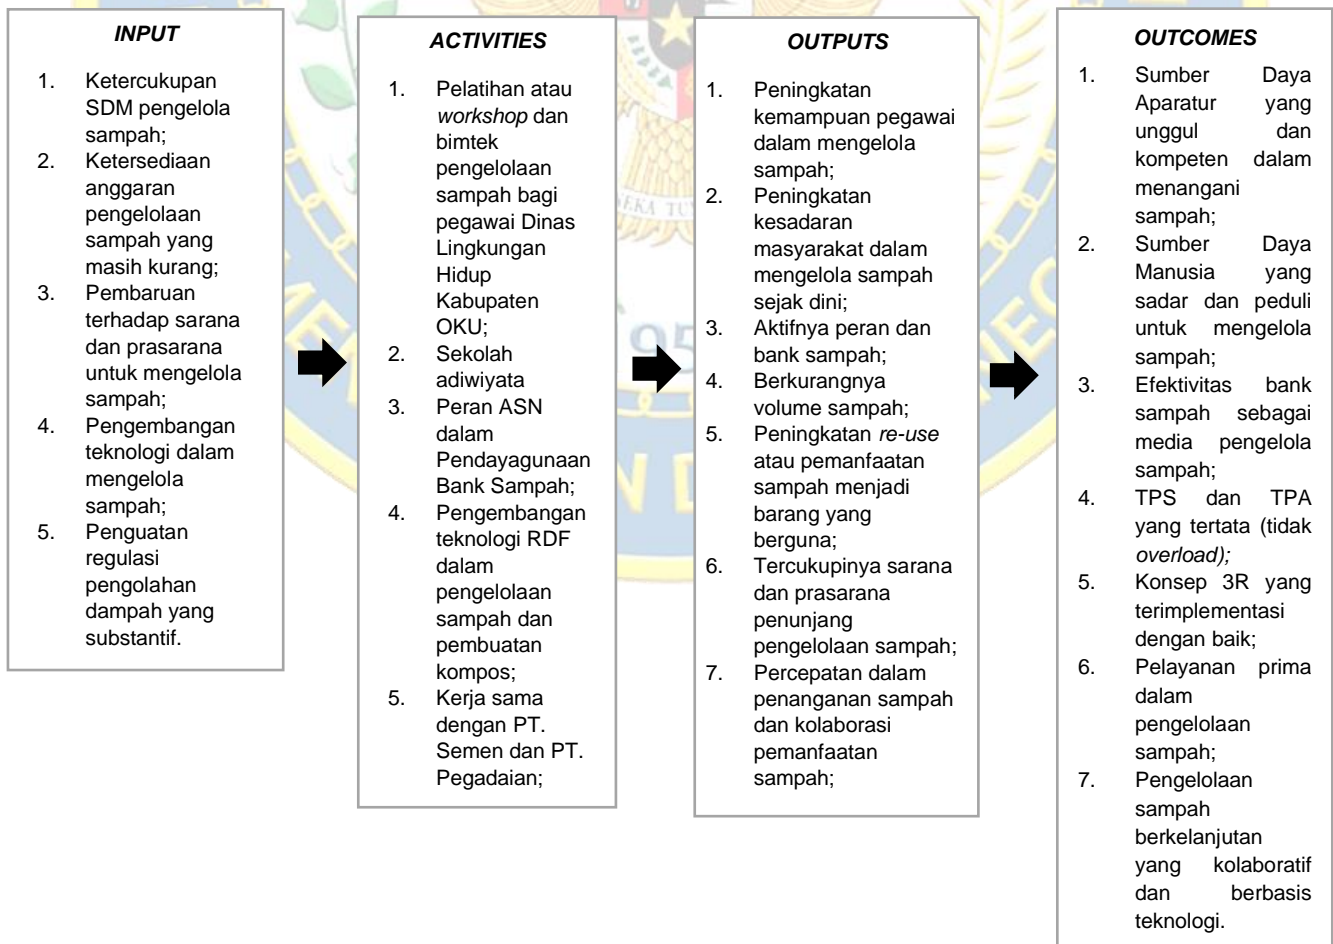 INPUT
1. Ketercukupan
SDM pengelola
sampah;
2. Ketersediaan
anggaran
pengelolaan
sampah yang
masih kurang;
3. Pembaruan
terhadap sarana
dan prasarana
untuk mengelola
sampah;
4. Pengembangan
teknologi dalam
mengelola
sampah;
5. Penguatan
regulasi
pengolahan
dampah yang
substantif.
ACTIVITIES
1. Pelatihan atau
workshop dan
bimtek
pengelolaan
sampah bagi
pegawai Dinas
Lingkungan
Hidup
Kabupaten
OKU;
2. Sekolah
adiwiyata
3. Peran ASN
dalam
Pendayagunaan
Bank Sampah;
4. Pengembangan
teknologi RDF
dalam
pengelolaan
sampah dan
pembuatan
kompos;
5. Kerja sama
dengan PT.
Semen dan PT.
Pegadaian;
OUTPUTS
1. Peningkatan
kemampuan pegawai
dalam mengelola
sampah;
2. Peningkatan
kesadaran
masyarakat dalam
mengelola sampah
sejak dini;
3. Aktifnya peran dan
bank sampah;
4. Berkurangnya
volume sampah;
5. Peningkatan re-use
atau pemanfaatan
sampah menjadi
barang yang
berguna;
6. Tercukupinya sarana
dan prasarana
penunjang
pengelolaan sampah;
7. Percepatan dalam
penanganan sampah
dan kolaborasi
pemanfaatan
sampah;
OUTCOMES
1. Sumber Daya
Aparatur yang
unggul dan
kompeten dalam
menangani
sampah;
2. Sumber Daya
Manusia yang
sadar dan peduli
untuk mengelola
sampah;
3. Efektivitas bank
sampah sebagai
media pengelola
sampah;
4. TPS dan TPA
yang tertata (tidak
overload);
5. Konsep 3R yang
terimplementasi
dengan baik;
6. Pelayanan prima
dalam
pengelolaan
sampah;
7. Pengelolaan
sampah
berkelanjutan
yang kolaboratif
dan berbasis
teknologi.